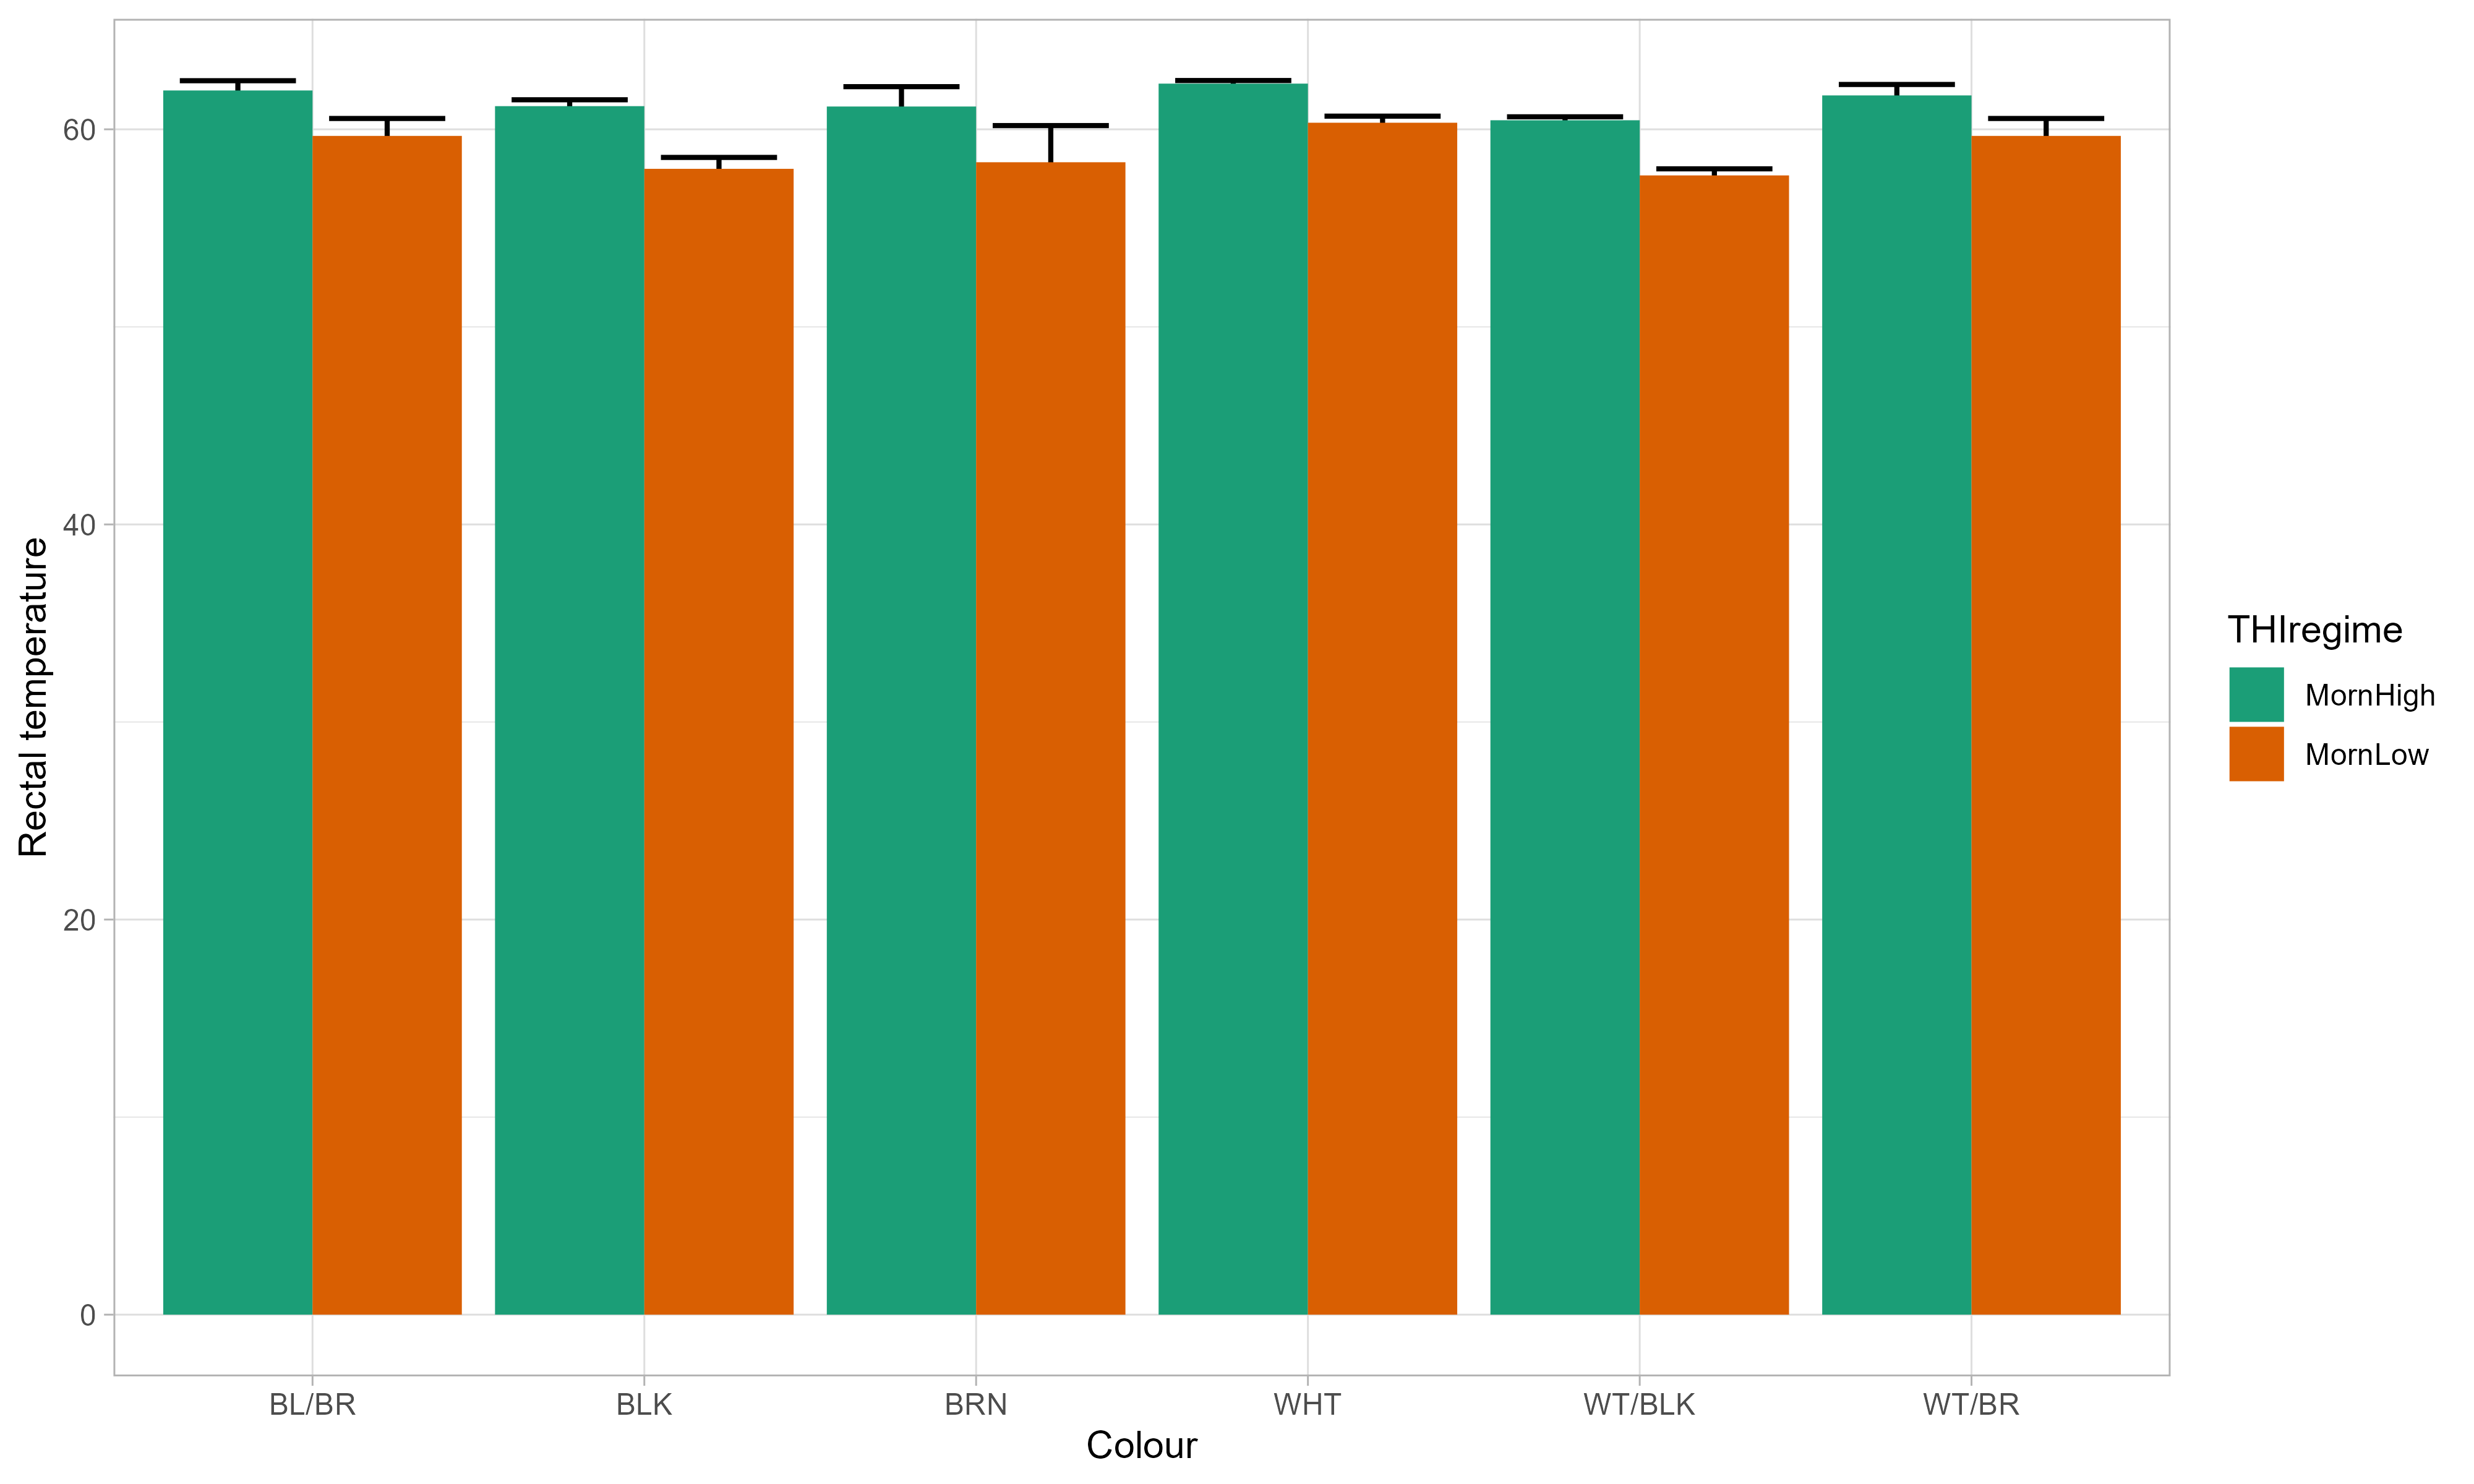 60
40
20
0
Rectal temperature
BL/BR
BLK
BRN
WHT
WT/BLK
WT/BR
Colour
THIregime
MornHigh
MornLow